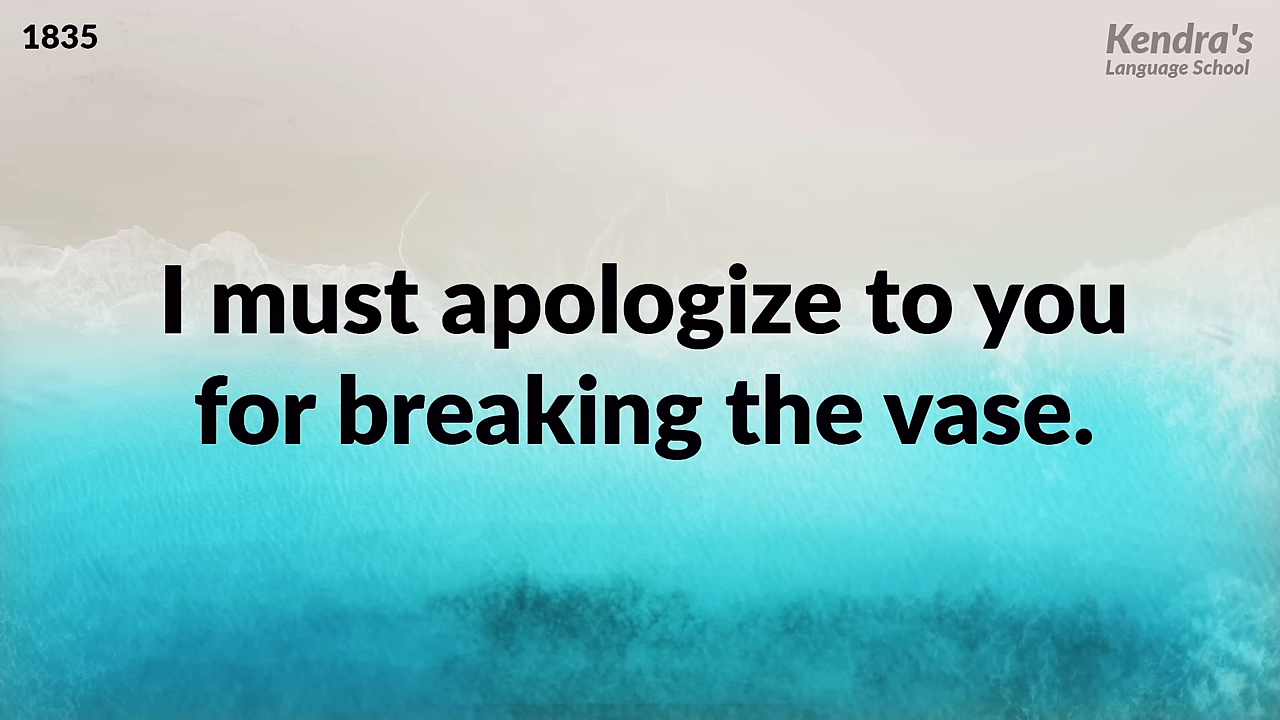 1835
Kendra's
Language School
I must apologize to you
for breaking the vase.